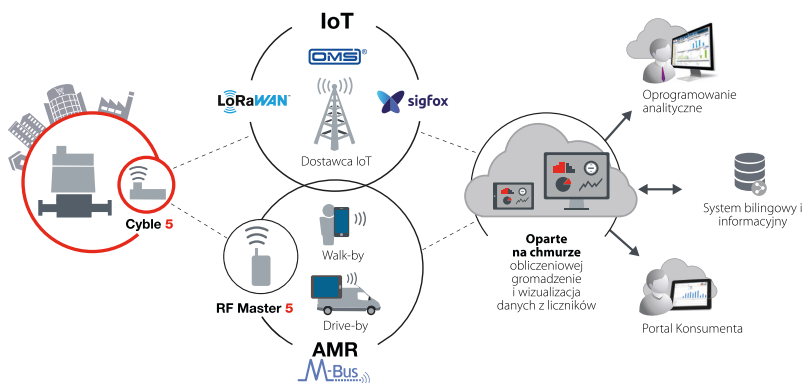 IoT
OMS®
LoRaWAN™
sigfox
Dostawca IoT
Cyble 5
Walk-by
RF Master 5
Drive-by
AMR
M-Bus
Oparte
na chmurze
obliczeniowej
gromadzenie
i wizualizacja
danych z liczników
Oprogramowanie
analityczne
System bilingowy i
informacyjny
Portal Konsumenta